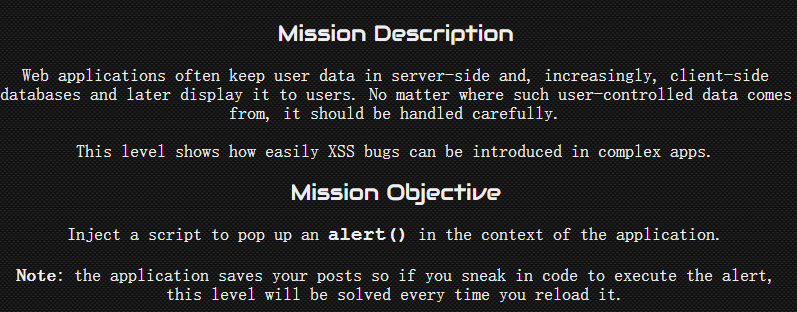 Mission Description
Web applications often keep user data in server-side and, increasingly, client-side
databases and later display it to users. No matter where such user-controlled data comes
from, it should be handled carefully.
This level shows how easily XSS bugs can be introduced in complex apps.
Mission Objective
Inject a script to pop up an alert() in the context of the application.
Note: the application saves your posts so if you sneak in code to execute the alert,
this level will be solved every time you reload it.